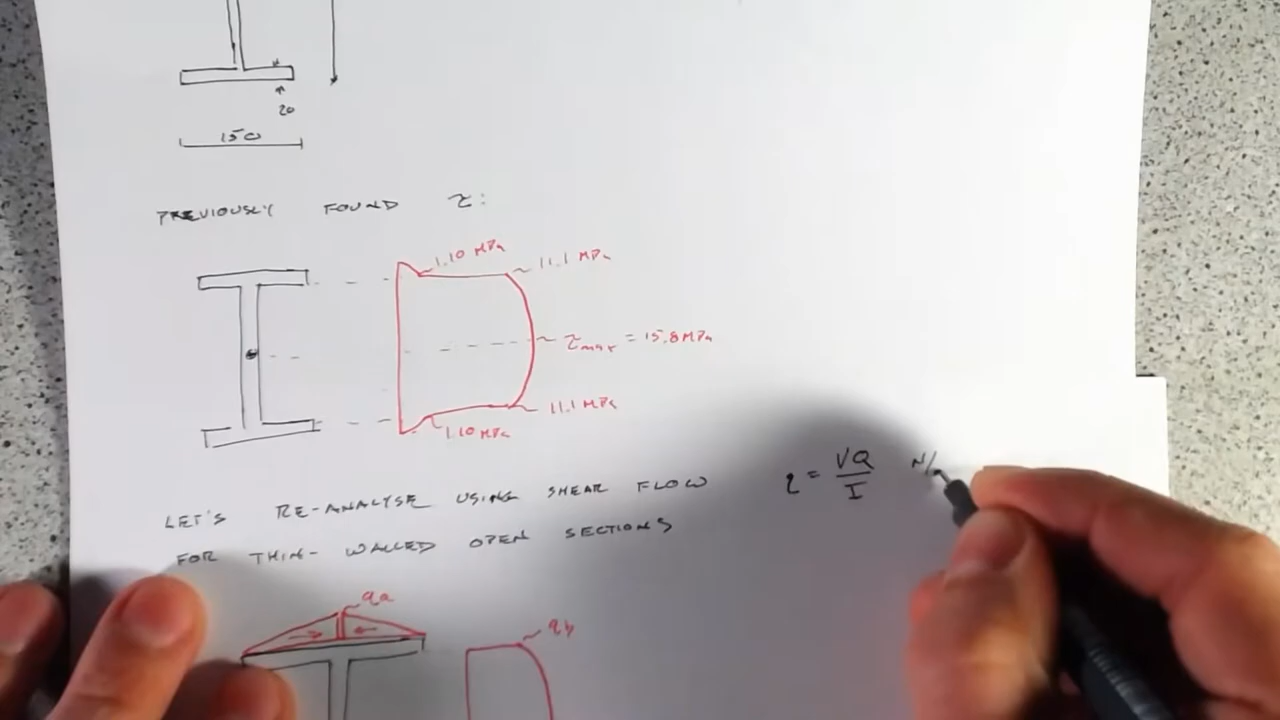 20
150
PREVIOUSLY FOUND τ:
1.10 MPa
11.1 MPa
τmax = 15.8 MPa
11.1 MPa
1.10 MPa
LET'S RE-ANALYSE USING SHEAR FLOW
FOR THIN-WALLED OPEN SECTIONS
q = VQ/I N/
qa
qb